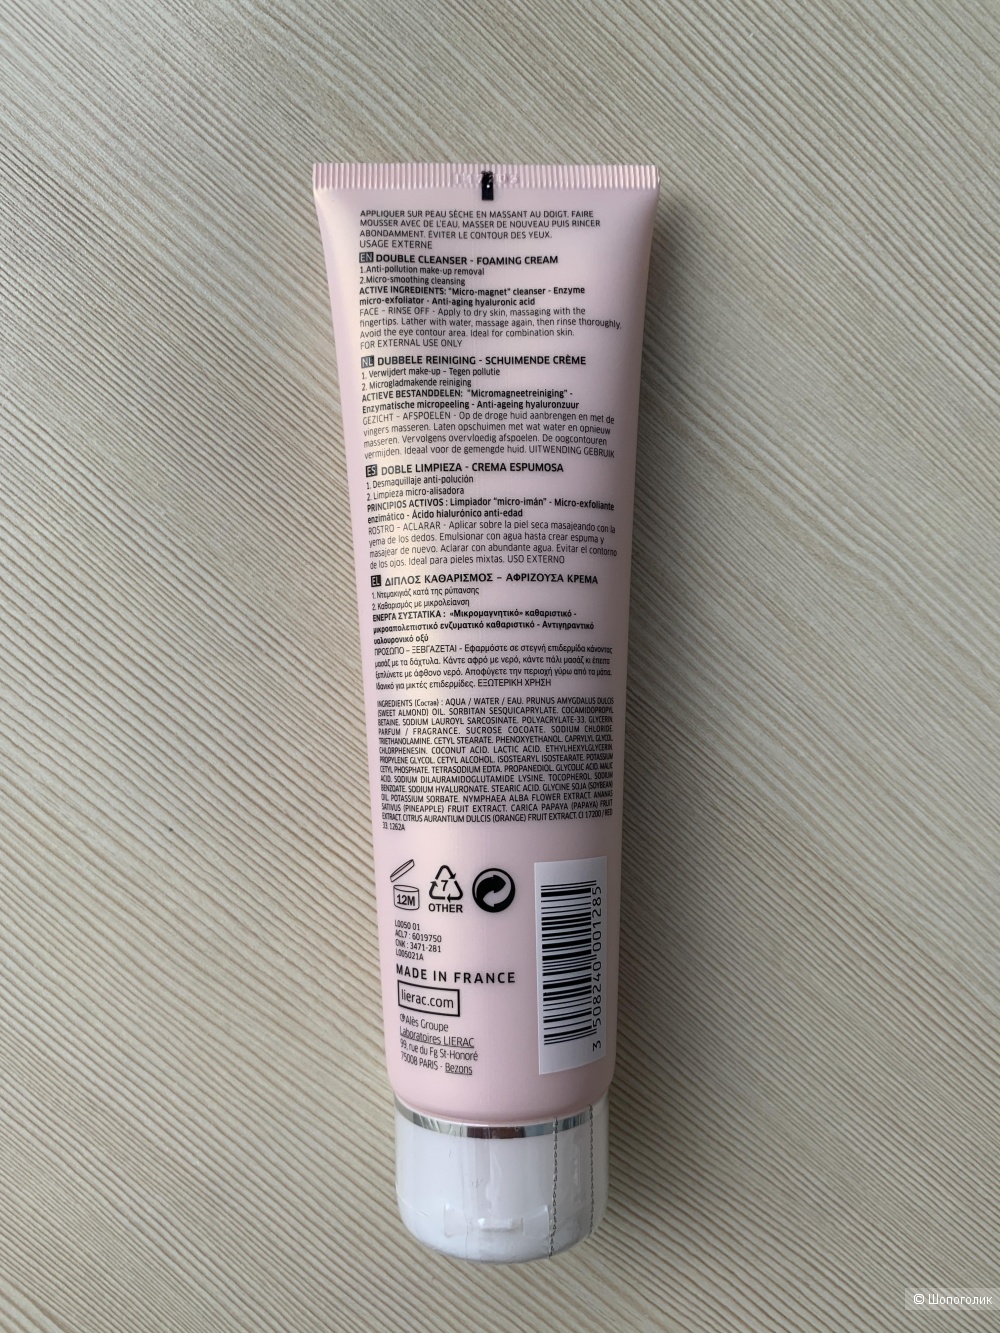 APPLIQUER SUR PEAU SÈCHE EN MASSANT AU DOIGT. FAIRE
MOUSSER AVEC DE L'EAU, MASSER DE NOUVEAU PUIS RINCER
ABONDAMMENT. ÉVITER LE CONTOUR DES YEUX.
USAGE EXTERNE
EN DOUBLE CLEANSER - FOAMING CREAM
1.Anti-pollution make-up removal
2.Micro-smoothing cleansing
ACTIVE INGREDIENTS: "Micro-magnet" cleanser - Enzyme
micro-exfoliator - Anti-aging hyaluronic acid
FACE - RINSE OFF - Apply to dry skin, massaging with the
fingertips. Lather with water, massage again, then rinse thoroughly.
Avoid the eye contour area. Ideal for combination skin.
FOR EXTERNAL USE ONLY
NL DUBBELE REINIGING - SCHUIMENDE CRÈME
1. Verwijdert make-up - Tegen pollutie
2. Microgladmakende reiniging
ACTIEVE BESTANDDELEN: "Micromagneetreiniging" -
Enzymatische micropeeling - Anti-ageing hyaluronzuur
GEZICHT - AFSPOELEN - Op de droge huid aanbrengen en met de
vingers masseren. Laten opschuimen met wat water en opnieuw
masseren. Vervolgens overvloedig afspoelen. De oogcontouren
vermijden. Ideaal voor de gemengde huid. UITWENDING GEBRUIK
ES DOBLE LIMPIEZA - CREMA ESPUMOSA
1. Desmaquillaje anti-polución
2. Limpieza micro-alisadora
PRINCIPIOS ACTIVOS : Limpiador "micro-imán" - Micro-exfoliante
enzimático - Ácido hialurónico anti-edad
ROSTRO - ACLARAR - Aplicar sobre la piel seca masajeando con la
yema de los dedos. Emulsionar con agua hasta crear espuma y
masajear de nuevo. Aclarar con abundante agua. Evitar el contorno
de los ojos. Ideal para pieles mixtas. USO EXTERNO
EL ΔΙΠΛΟΣ ΚΑΘΑΡΙΣΜΟΣ – ΑΦΡΙΖΟΥΣΑ ΚΡΕΜΑ
1. Ντεμακιγιάζ κατά της ρύπανσης
2. Καθαρισμός με μικρολείανση
ΕΝΕΡΓΑ ΣΥΣΤΑΤΙΚΑ : «Μικρομαγνητικό» καθαριστικό -
μικροαπολεπιστικό ενζυματικό καθαριστικό - Αντιγηραντικό
υαλουρονικό οξύ
ΠΡΟΣΩΠΟ – ΞΕΒΓΑΖΕΤΑΙ - Εφαρμόστε σε στεγνή επιδερμίδα κάνοντας
μασάζ με τα δάχτυλα. Κάντε αφρό με νερό, κάντε πάλι μασάζ κι έπειτα
ξεπλύνετε με άφθονο νερό. Αποφύγετε την περιοχή γύρω από τα μάτια.
Ιδανικό για μικτές επιδερμίδες. ΕΞΩΤΕΡΙΚΗ ΧΡΗΣΗ
INGREDIENTS (Состав) : AQUA / WATER / EAU. PRUNUS AMYGDALUS DULCIS
(SWEET ALMOND) OIL. SORBITAN SESQUICAPRYLATE. COCAMIDOPROPYL
BETAINE. SODIUM LAUROYL SARCOSINATE. POLYACRYLATE-33. GLYCERIN.
PARFUM / FRAGRANCE. SUCROSE COCOATE. SODIUM CHLORIDE.
TRIETHANOLAMINE. CETYL STEARATE. PHENOXYETHANOL. CAPRYLYL GLYCOL.
CHLORPHENESIN. COCONUT ACID. LACTIC ACID. ETHYLHEXYLGLYCERIN.
PROPYLENE GLYCOL. CETYL ALCOHOL. ISOSTEARYL ISOSTEARATE. POTASSIUM
CETYL PHOSPHATE. TETRASODIUM EDTA. PROPANEDIOL. GLYCOLIC ACID. MALIC
ACID. SODIUM DILAURAMIDOGLUTAMIDE LYSINE. TOCOPHEROL. SODIUM
BENZOATE. SODIUM HYALURONATE. STEARIC ACID. GLYCINE SOJA (SOYBEAN)
OIL. POTASSIUM SORBATE. NYMPHAEA ALBA FLOWER EXTRACT. ANANAS
SATIVUS (PINEAPPLE) FRUIT EXTRACT. CARICA PAPAYA (PAPAYA) FRUIT
EXTRACT. CITRUS AURANTIUM DULCIS (ORANGE) FRUIT EXTRACT. CI 17200 / RED
33. 1262A
12M
7
OTHER
L0050 01
ACL7 : 6019750
CNK : 3471-281
L005021A
MADE IN FRANCE
lierac.com
Alès Groupe
Laboratoires LIERAC
99, rue du Fg St-Honoré
75008 PARIS - Bezons
3 508240 001285
© Шопоголик